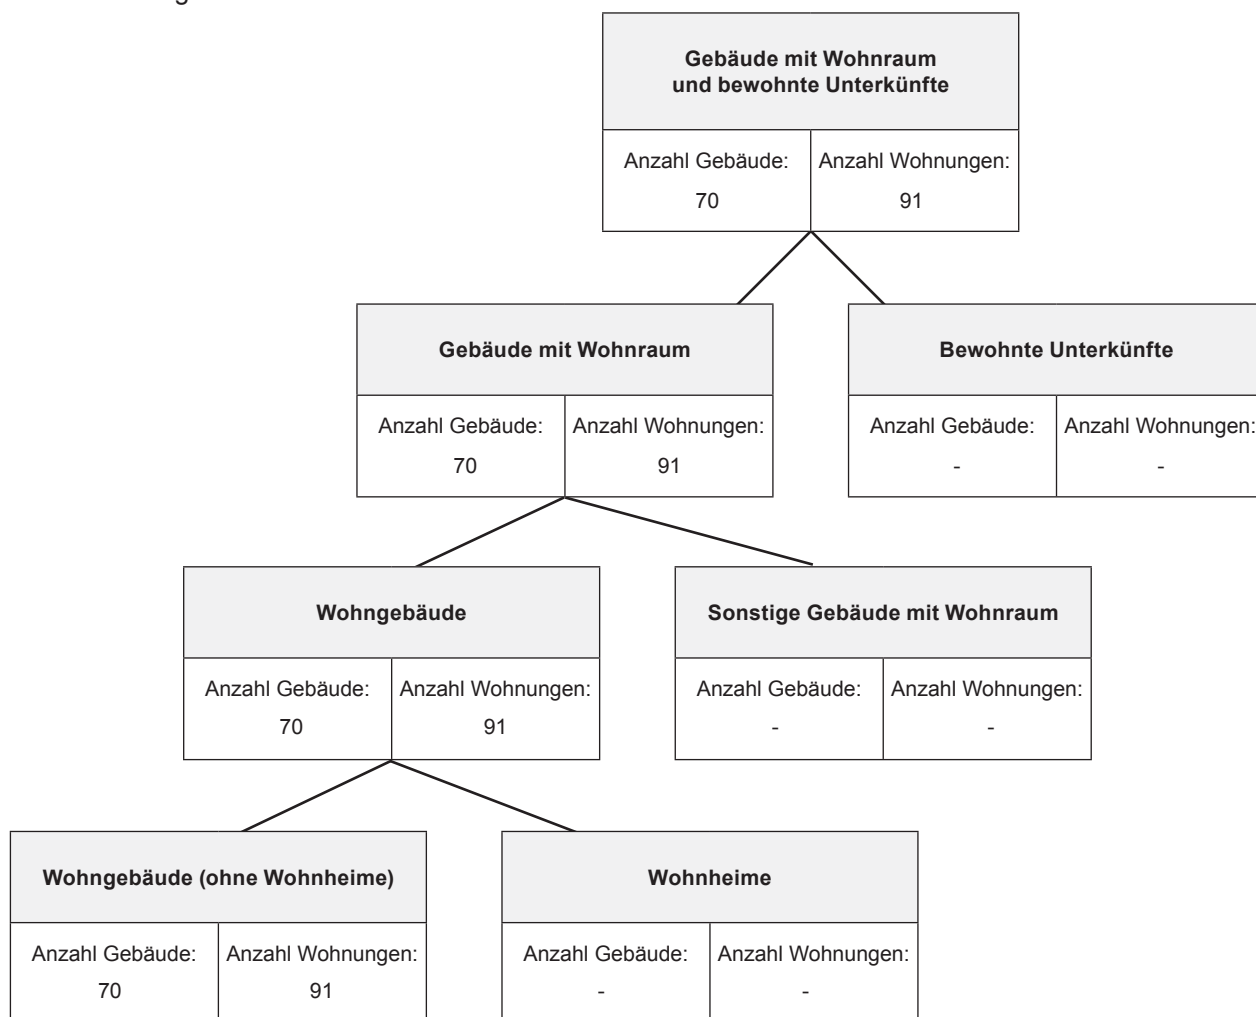 Gebäude mit Wohnraum
und bewohnte Unterkünfte
Anzahl Gebäude: Anzahl Wohnungen:
70 91
Gebäude mit Wohnraum Bewohnte Unterkünfte
Anzahl Gebäude: Anzahl Wohnungen: Anzahl Gebäude: Anzahl Wohnungen:
70 91 - -
Wohngebäude Sonstige Gebäude mit Wohnraum
Anzahl Gebäude: Anzahl Wohnungen: Anzahl Gebäude: Anzahl Wohnungen:
70 91 - -
Wohngebäude (ohne Wohnheime) Wohnheime
Anzahl Gebäude: Anzahl Wohnungen: Anzahl Gebäude: Anzahl Wohnungen:
70 91 - -